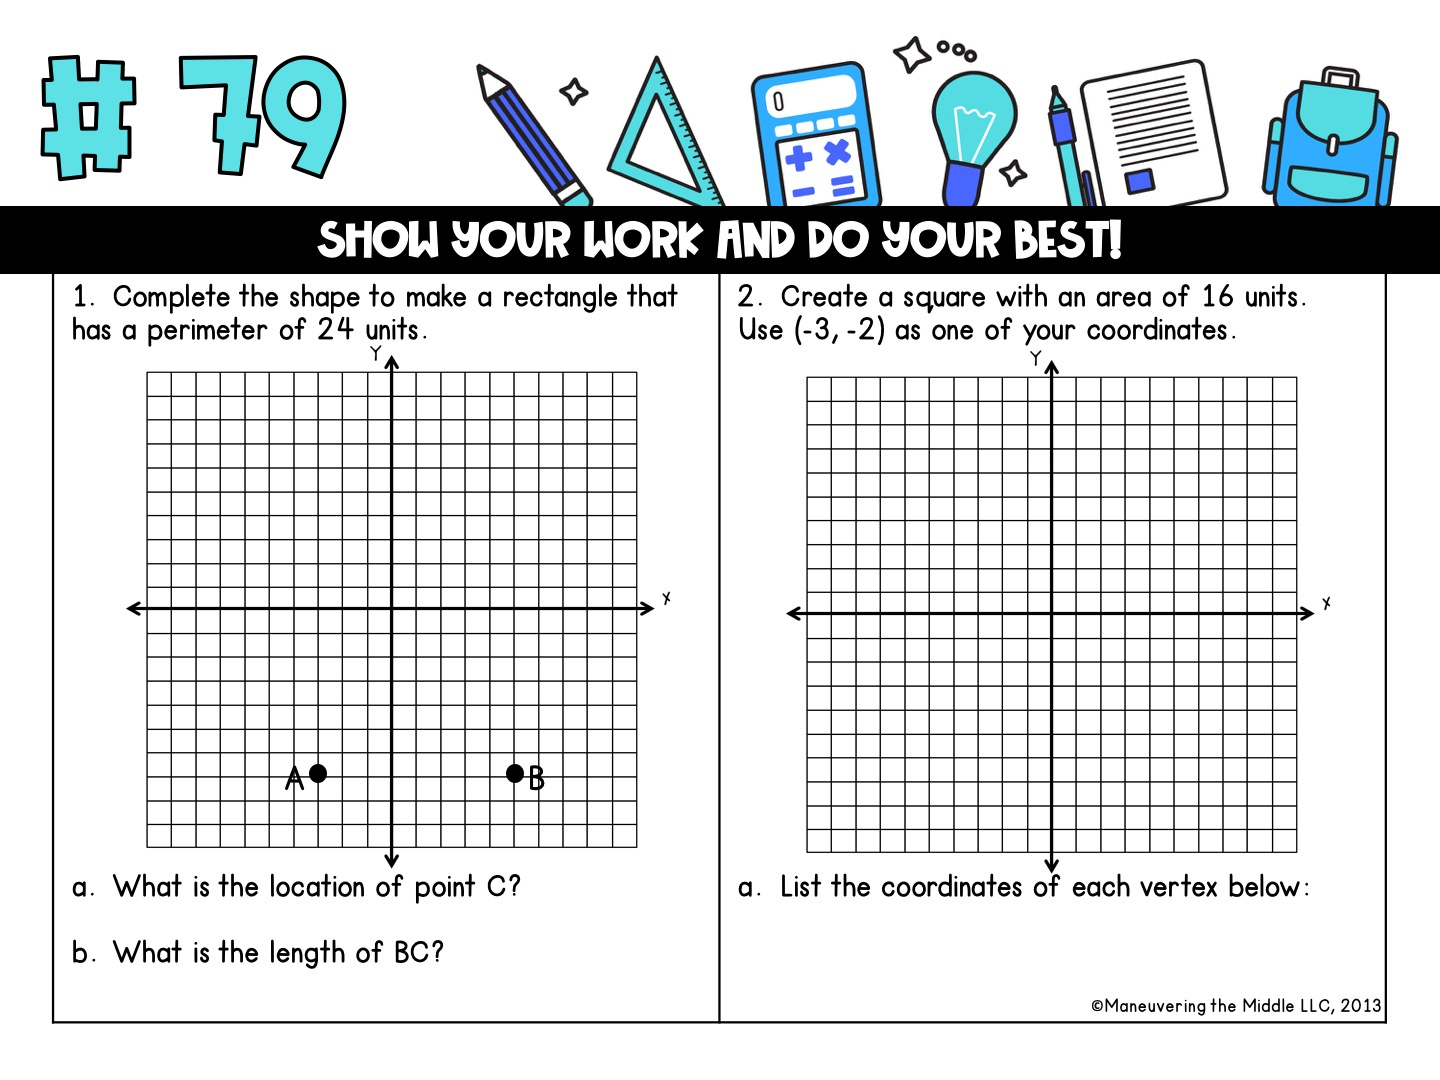 # 79
SHOW YOUR WORK AND DO YOUR BEST!
1. Complete the shape to make a rectangle that
has a perimeter of 24 units.
Y
X
A
B
a. What is the location of point C?
b. What is the length of BC?
2. Create a square with an area of 16 units.
Use (-3, -2) as one of your coordinates.
Y
X
a. List the coordinates of each vertex below:
©Maneuvering the Middle LLC, 2013